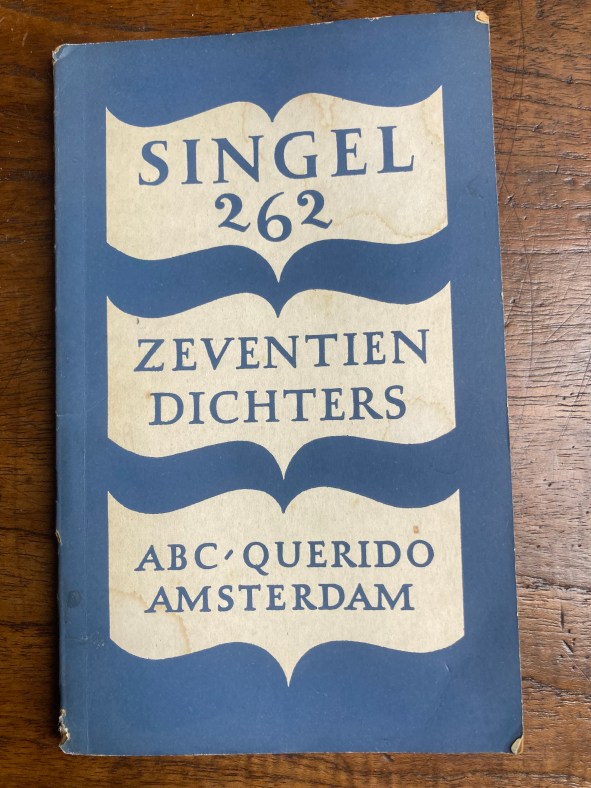 SINGEL
262
ZEVENTIEN
DICHTERS
ABC ʼ QUERIDO
AMSTERDAM